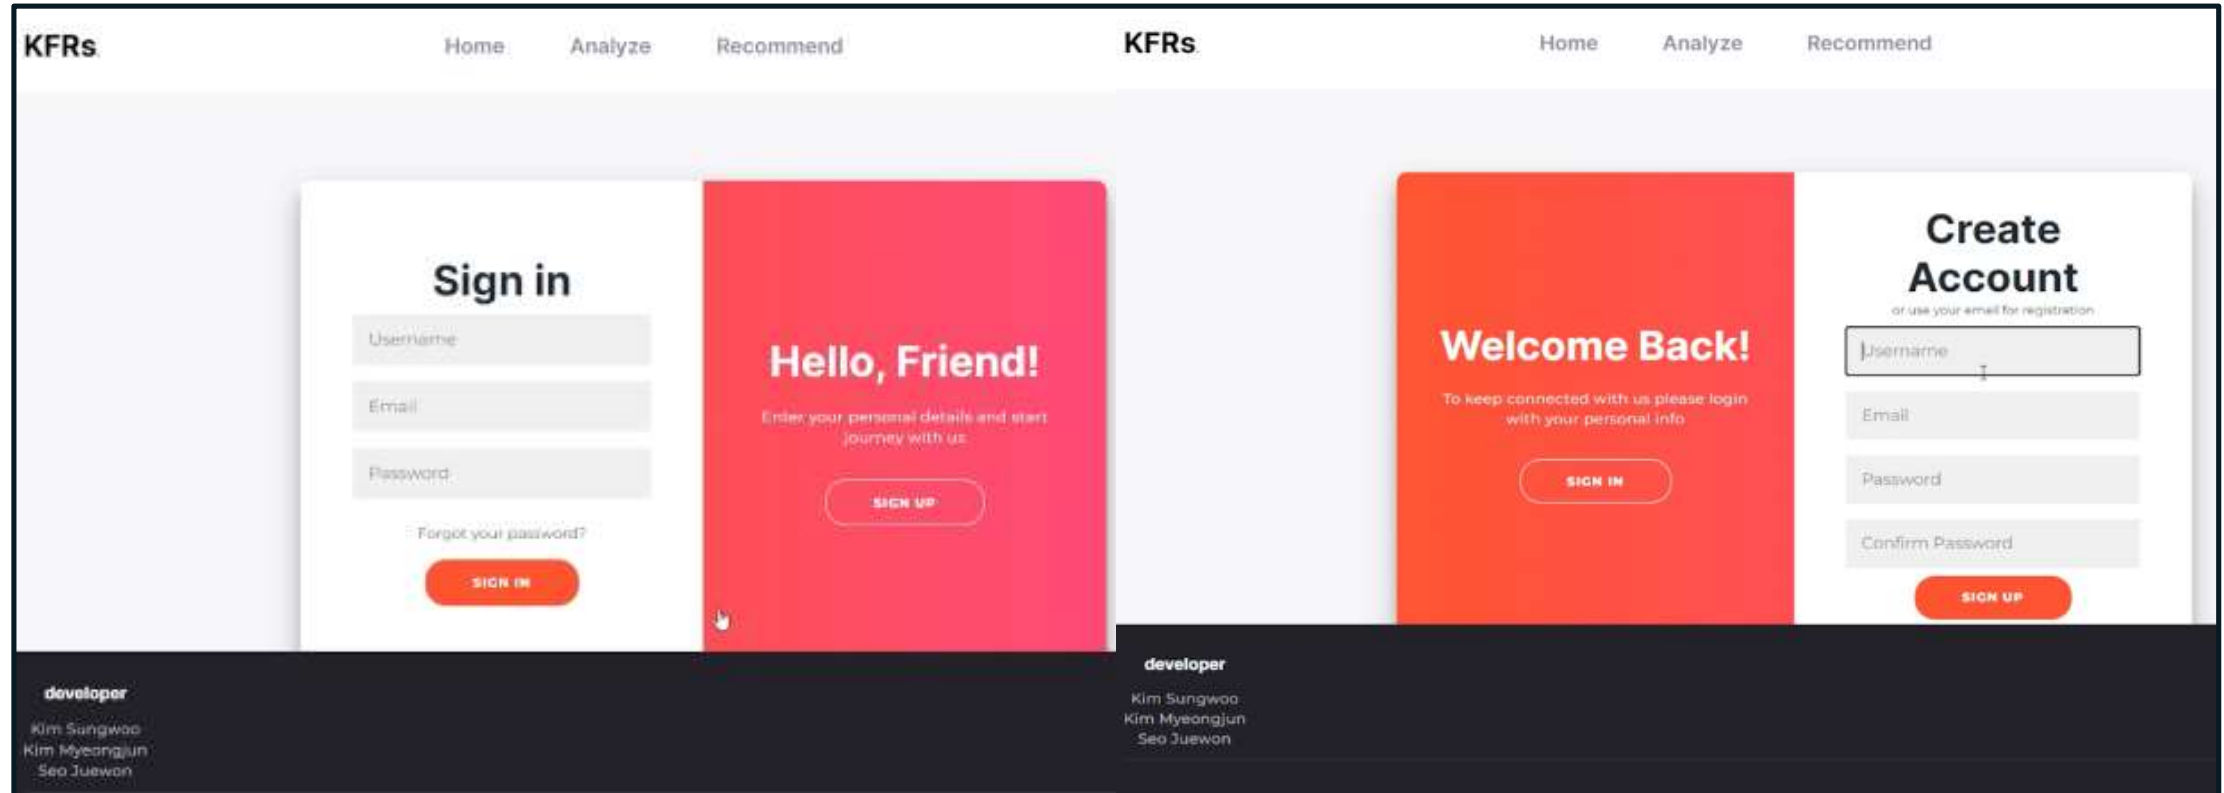 KFRs
Home Analyze Recommend
Sign in
Username
Email
Password
Forgot your password?
SIGN IN
Hello, Friend!
Enter your personal details and start
journey with us
SIGN UP
developer
Kim Sungwoo
Kim Myeongjun
Seo Juewon
KFRs
Home Analyze Recommend
Welcome Back!
To keep connected with us please login
with your personal info
SIGN IN
Create
Account
or use your email for registration
Username
Email
Password
Confirm Password
SIGN UP
developer
Kim Sungwoo
Kim Myeongjun
Seo Juewon